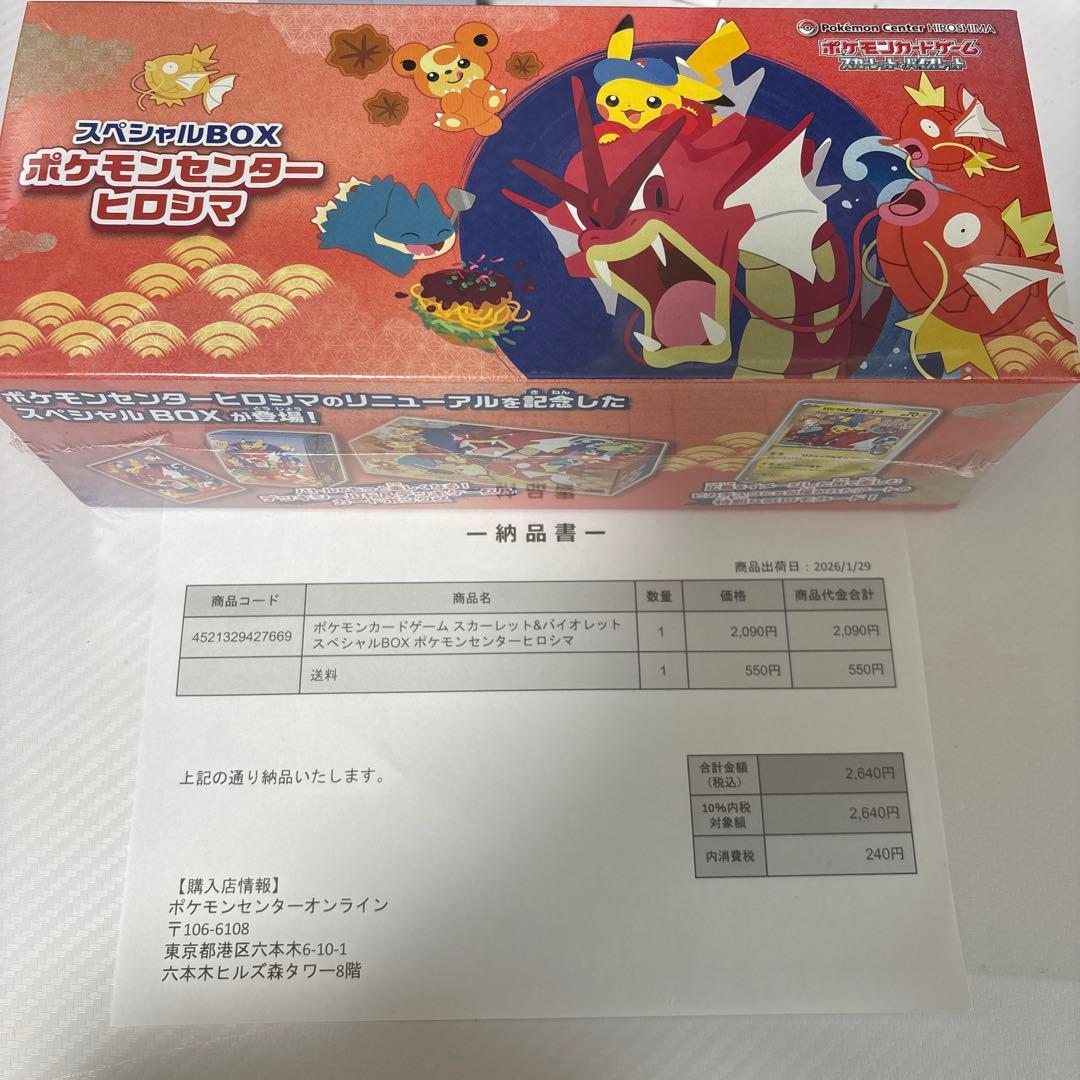 Pokémon Center HIROSHIMA
ポケモンカードゲーム
スカーレット&バイオレット
スペシャルBOX
ポケモンセンター
ヒロシマ
ポケモンセンターヒロシマのリニューアルを記念した
きねん
スペシャルBOXが登場!
とうじょう
ー納品書ー
商品出荷日：2026/1/29
商品コード 商品名 数量 価格 商品代金合計
4521329427669 ポケモンカードゲーム スカーレット&バイオレット スペシャルBOX ポケモンセンターヒロシマ 1 2,090円 2,090円
送料 1 550円 550円
上記の通り納品いたします。
合計金額（税込） 2,640円
10%内税対象額 2,640円
内消費税 240円
【購入店情報】
ポケモンセンターオンライン
〒106-6108
東京都港区六本木6-10-1
六本木ヒルズ森タワー8階